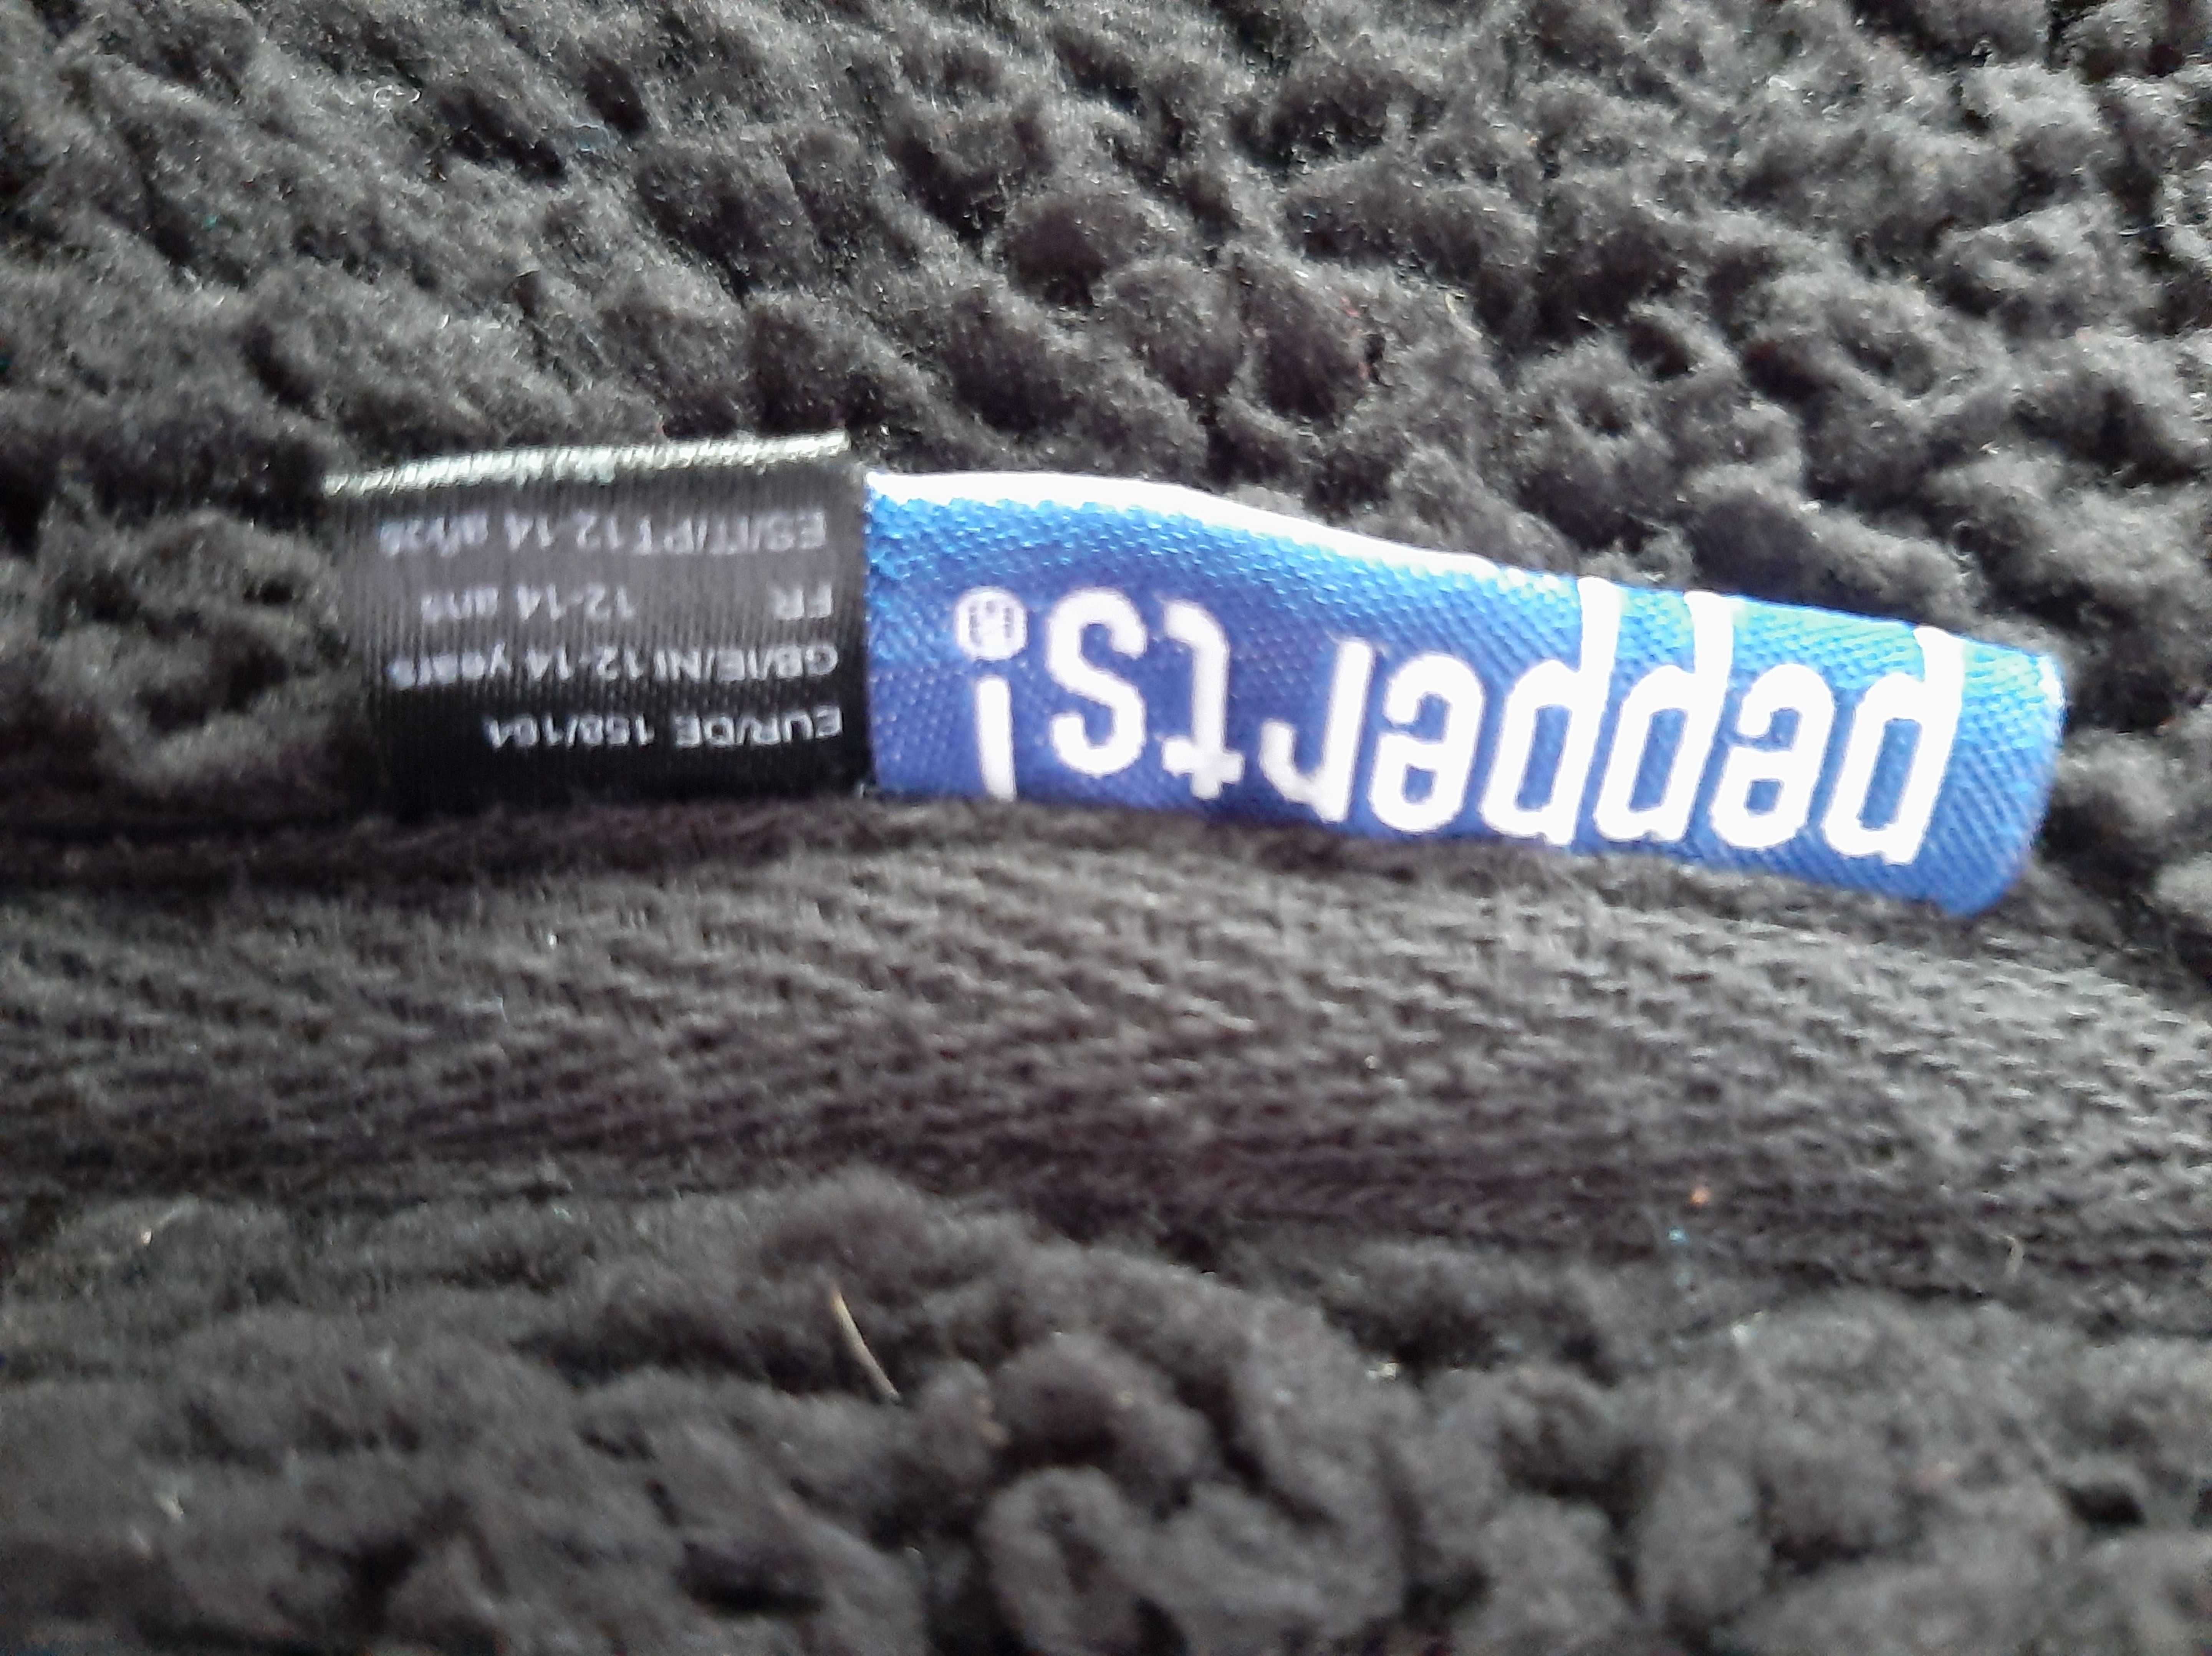 pepperts!®
EUR/DE 158/164
GB/IE/NI 12-14 years
FR 12-14 ans
ES/IT/PT 12-14 años